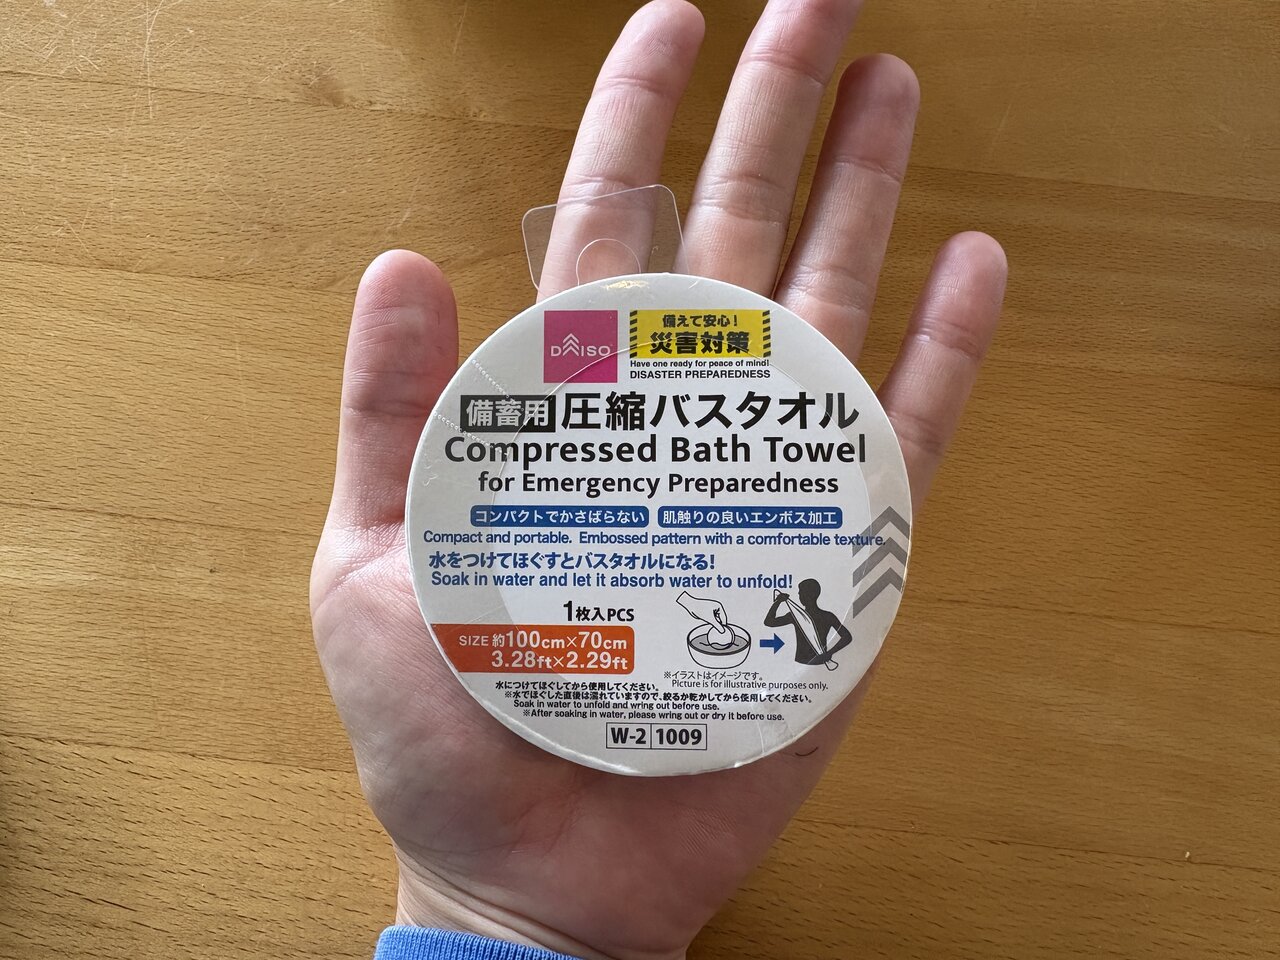 DAISO
備えて安心!
災害対策
Have one ready for peace of mind!
DISASTER PREPAREDNESS
備蓄用 圧縮バスタオル
Compressed Bath Towel
for Emergency Preparedness
コンパクトでかさばらない 肌触りの良いエンボス加工
Compact and portable. Embossed pattern with a comfortable texture.
水をつけてほぐすとバスタオルになる!
Soak in water and let it absorb water to unfold!
1枚入PCS
SIZE 約100cm×70cm
3.28ft×2.29ft
※イラストはイメージです。
Picture is for illustrative purposes only.
水につけてほぐしてから使用してください。
※水でほぐした直後は濡れていますので、絞るか乾かしてから使用してください。
Soak in water to unfold and wring out before use.
※After soaking in water, please wring out or dry it before use.
W-2 1009